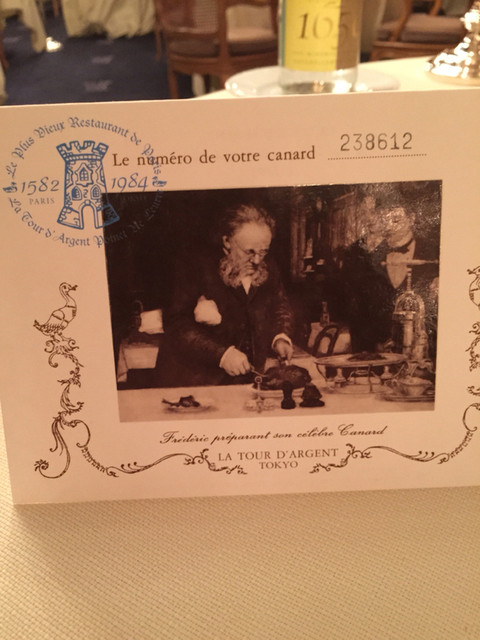 165
Le Plus Vieux Restaurant de Paris
1582 1984
PARIS
La Tour d'Argent
Le numéro de votre canard 238612
Frédéric préparant son célèbre Canard
LA TOUR D'ARGENT
TOKYO